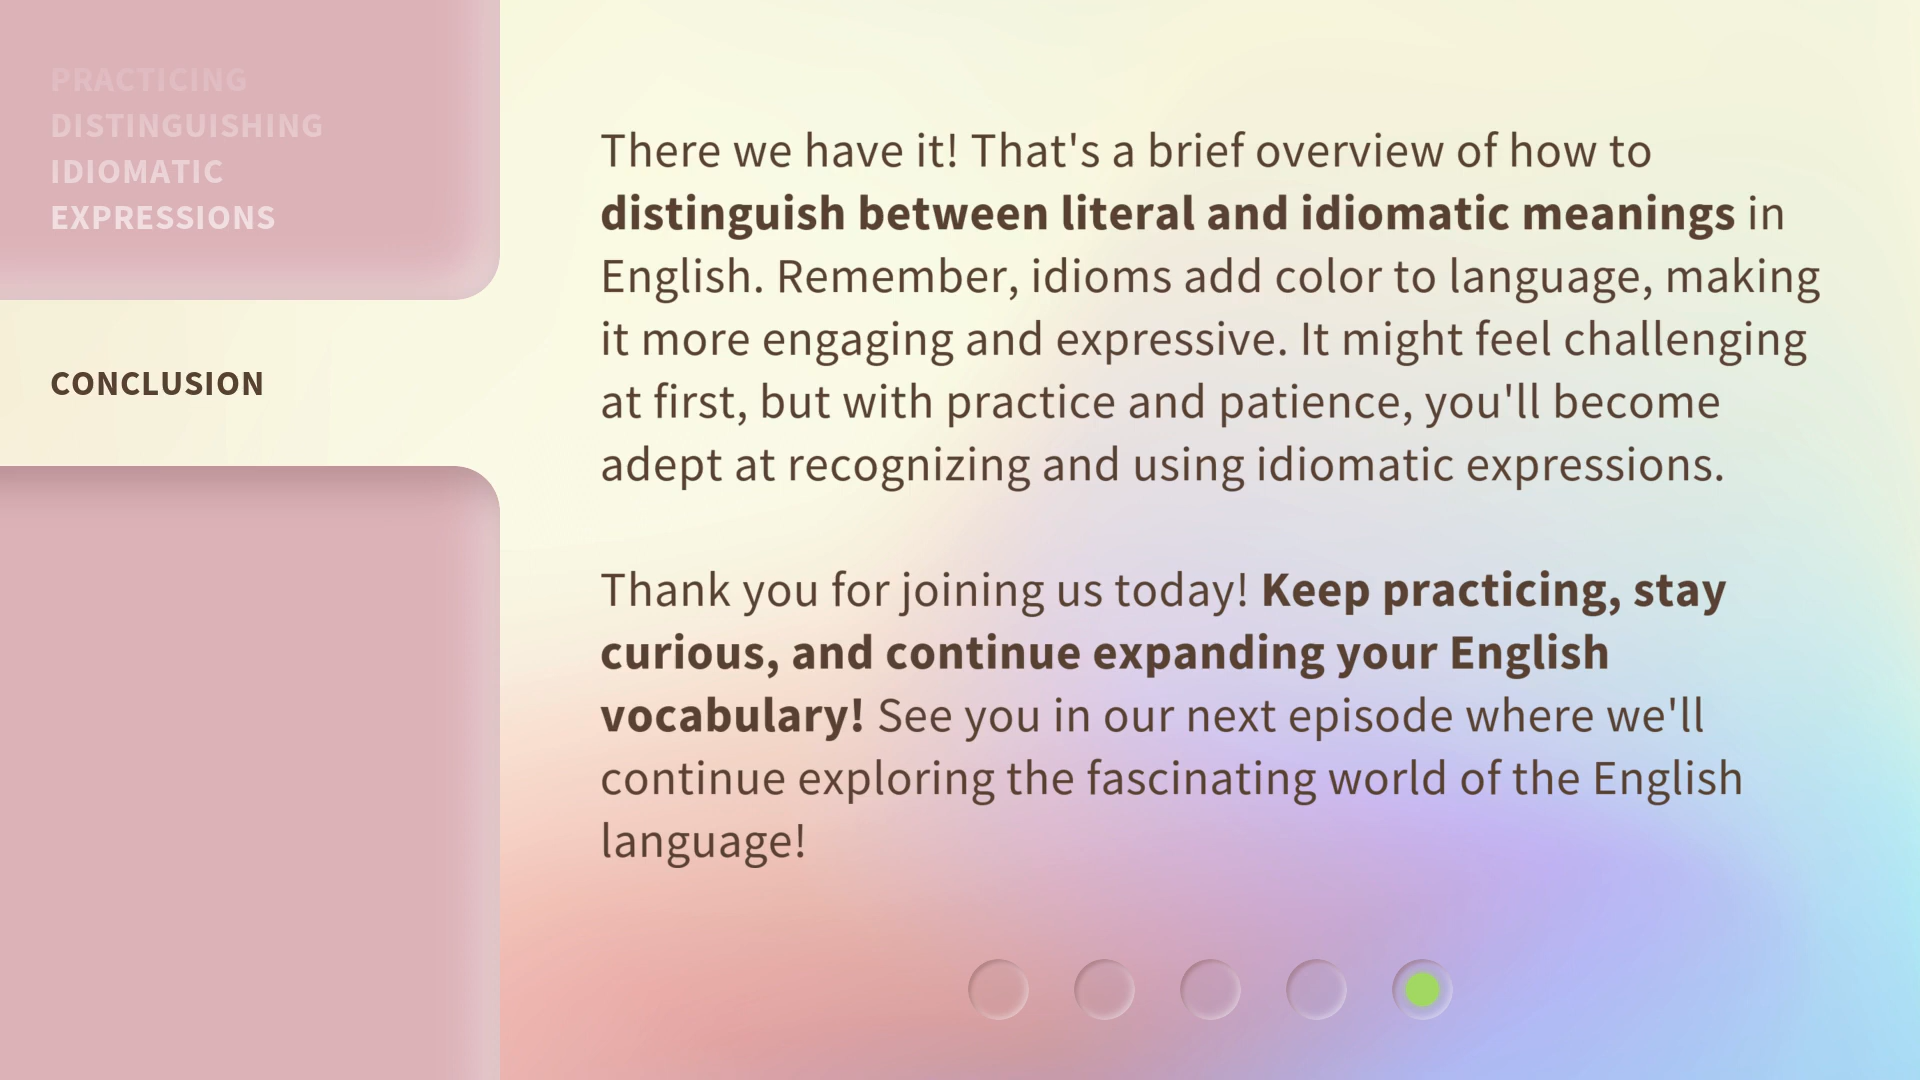 PRACTICING
DISTINGUISHING
IDIOMATIC
EXPRESSIONS
CONCLUSION
There we have it! That's a brief overview of how to
distinguish between literal and idiomatic meanings in
English. Remember, idioms add color to language, making
it more engaging and expressive. It might feel challenging
at first, but with practice and patience, you'll become
adept at recognizing and using idiomatic expressions.
Thank you for joining us today! Keep practicing, stay
curious, and continue expanding your English
vocabulary! See you in our next episode where we'll
continue exploring the fascinating world of the English
language!